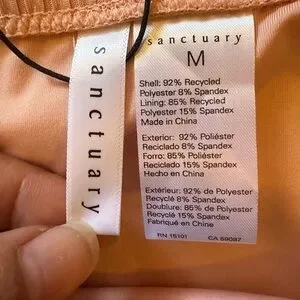 sanctuary
sanctuary
M
Shell: 92% Recycled
Polyester 8% Spandex
Lining: 85% Recycled
Polyester 15% Spandex
Made in China
Exterior: 92% Poliéster
Reciclado 8% Spandex
Forro: 85% Poliéster
Reciclado 15% Spandex
Hecho en China
Extérieur: 92% de Polyester
Recyclé 8% Spandex
Doublure: 85% de Polyester
Recyclé 15% Spandex
Fabriqué en China
RN 15101 CA 69087